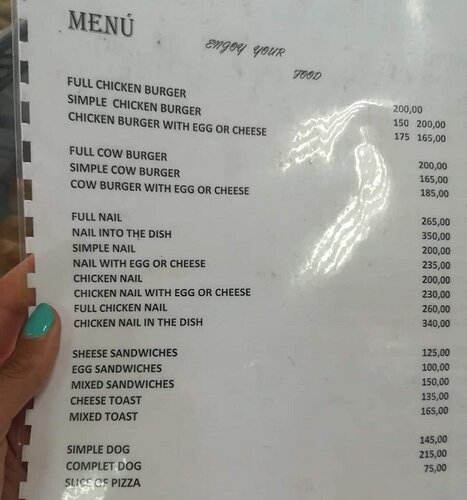 MENÚ
ENJOY YOUR
FOOD
FULL CHICKEN BURGER 200,00
SIMPLE CHICKEN BURGER 150 200,00
CHICKEN BURGER WITH EGG OR CHEESE 175 165,00
FULL COW BURGER 200,00
SIMPLE COW BURGER 165,00
COW BURGER WITH EGG OR CHEESE 185,00
FULL NAIL 265,00
NAIL INTO THE DISH 350,00
SIMPLE NAIL 200,00
NAIL WITH EGG OR CHEESE 235,00
CHICKEN NAIL 200,00
CHICKEN NAIL WITH EGG OR CHEESE 230,00
FULL CHICKEN NAIL 260,00
CHICKEN NAIL IN THE DISH 340,00
SHEESE SANDWICHES 125,00
EGG SANDWICHES 100,00
MIXED SANDWICHES 150,00
CHEESE TOAST 135,00
MIXED TOAST 165,00
SIMPLE DOG 145,00
COMPLET DOG 215,00
SLICE OF PIZZA 75,00